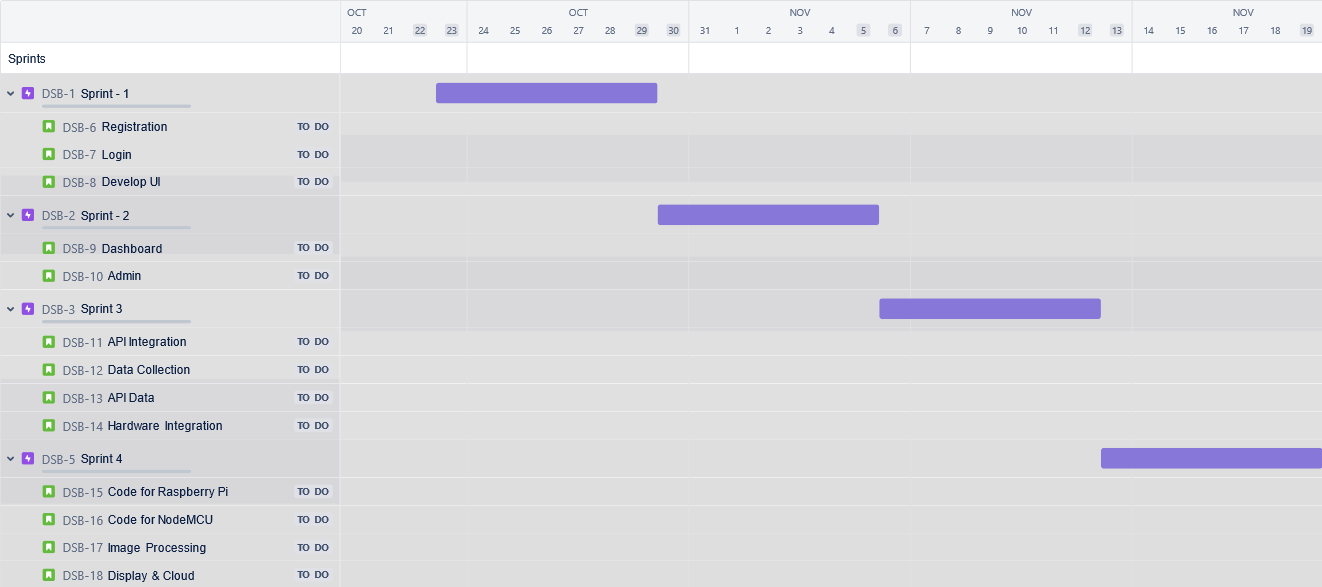 OCT OCT NOV NOV NOV
20 21 22 23 24 25 26 27 28 29 30 31 1 2 3 4 5 6 7 8 9 10 11 12 13 14 15 16 17 18 19
Sprints
DSB-1 Sprint - 1
DSB-6 Registration TO DO
DSB-7 Login TO DO
DSB-8 Develop UI TO DO
DSB-2 Sprint - 2
DSB-9 Dashboard TO DO
DSB-10 Admin TO DO
DSB-3 Sprint 3
DSB-11 API Integration TO DO
DSB-12 Data Collection TO DO
DSB-13 API Data TO DO
DSB-14 Hardware Integration TO DO
DSB-5 Sprint 4
DSB-15 Code for Raspberry Pi TO DO
DSB-16 Code for NodeMCU TO DO
DSB-17 Image Processing TO DO
DSB-18 Display & Cloud TO DO